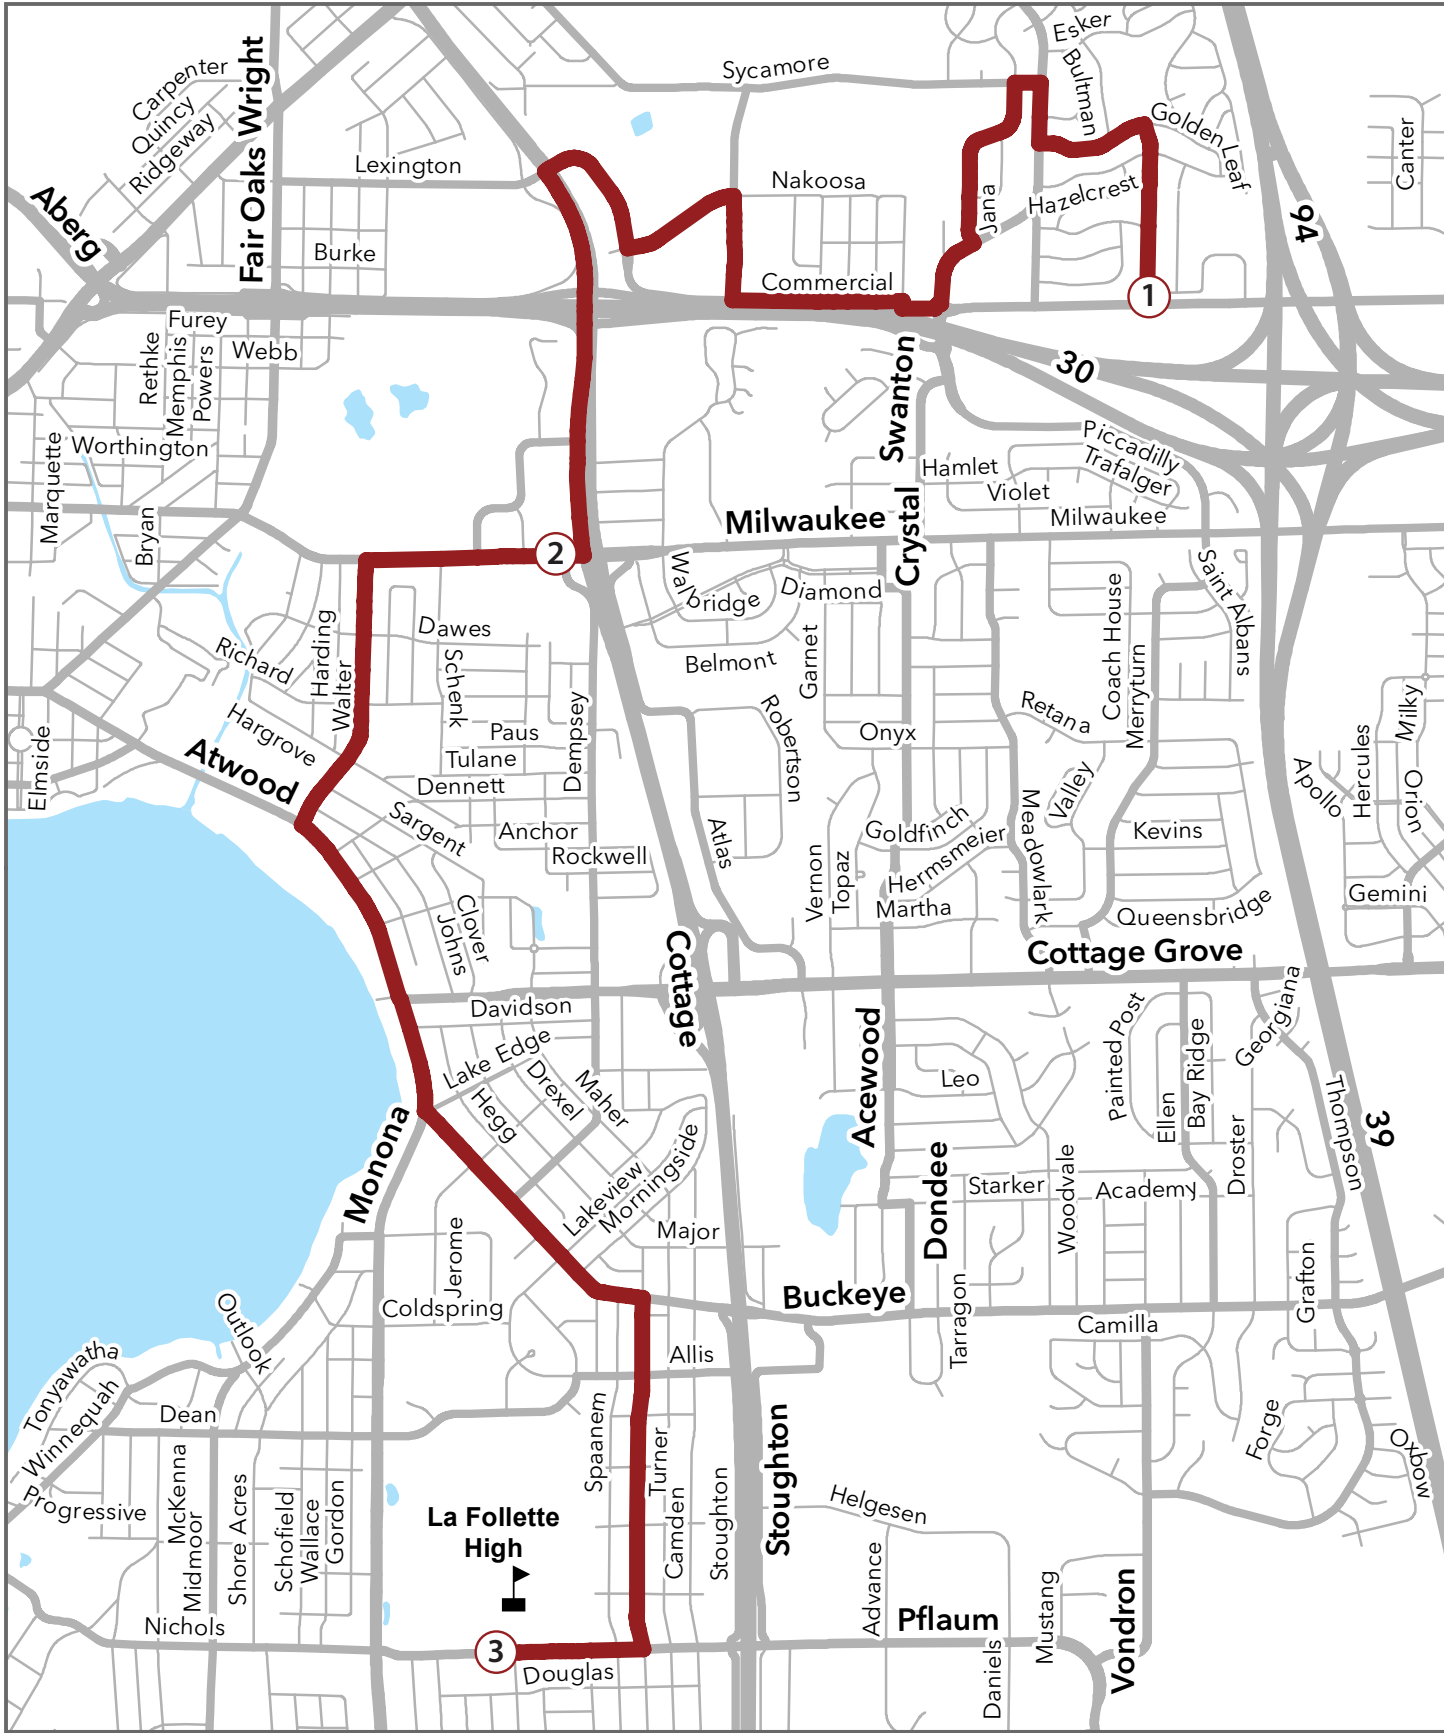 Esker
Sycamore
Bultman
Carpenter
Quincy
Ridgeway
Fair Oaks Wright
Golden Leaf
Canter
Lexington
Nakoosa
Hazelcrest
Jana
Aberg
94
Burke
Commercial
1
Furey
Webb
Rethke
Memphis
Powers
Swanton
30
Worthington
Marquette
Bryan
Piccadilly
Trafalger
Hamlet
Violet
Crystal
Milwaukee
Milwaukee
2
Walbridge
Diamond
Saint Albans
Coach House
Merryturn
Harding
Walter
Richard
Dawes
Schenk
Belmont
Garnet
Hargrove
Dempsey
Paus
Tulane
Dennett
Robertson
Onyx
Retana
Milky
Hercules
Orion
Apollo
Elmside
Atwood
Sargent
Anchor
Rockwell
Atlas
Goldfinch
Hermsmeier
Meadowlark
Valley
Kevins
Vernon
Topaz
Martha
Queensbridge
Gemini
Clover
Johns
Cottage
Cottage Grove
Davidson
Lake Edge
Drexel
Maher
Hegg
Acewood
Leo
Painted Post
Ellen
Bay Ridge
Georgiana
Droster
Thompson
39
Monona
Lakeview
Morningside
Major
Dondee
Starker
Woodvale
Academy
Jerome
Coldspring
Buckeye
Tarragon
Camilla
Grafton
Outlook
Tonyawatha
Winnequah
Allis
Dean
Progressive
McKenna
Midmoor
Shore Acres
Schofield
Wallace
Gordon
Spaanem
Turner
Camden
Stoughton
Stoughton
Forge
Oxbow
Helgesen
La Follette
High
Advance
Pflaum
Daniels
Mustang
Vondron
Nichols
3
Douglas